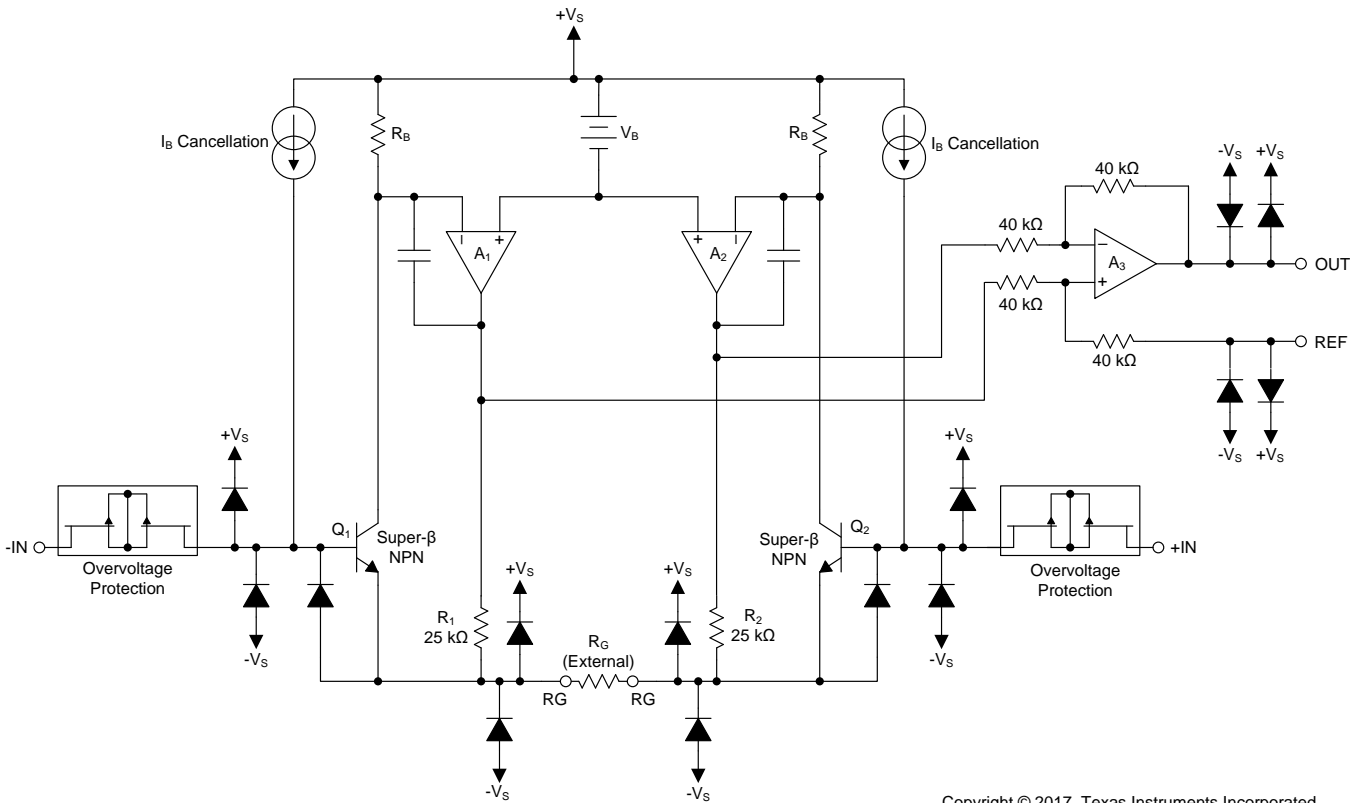 +VS
IB Cancellation
RB
VB
RB
IB Cancellation
-VS
+VS
40 kΩ
40 kΩ
A1
A2
A3
OUT
40 kΩ
40 kΩ
REF
-VS
+VS
+VS
+VS
-IN
Overvoltage
Protection
Q1
Super-β
NPN
Super-β
NPN
Q2
+IN
Overvoltage
Protection
-VS
-VS
R1
25 kΩ
+VS
+VS
R2
25 kΩ
RG
(External)
RG
RG
-VS
-VS
Copyright © 2017, Texas Instruments Incorporated